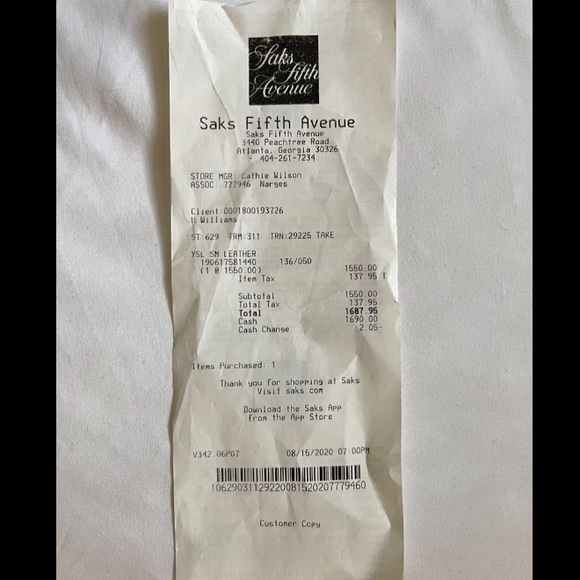 Saks
Fifth
Avenue
Saks Fifth Avenue
Saks Fifth Avenue
3440 Peachtree Road
Atlanta, Georgia 30326
404-261-7234
STORE MGR: Cathie Wilson
ASSOC: 777946 Narges
Client:0001800193726
L Williams
ST:629 TRM:311 TRN:29225 TAKE
YSL SM LEATHER
190617581440 136/050
(1 @ 1550.00) 1550.00
Item Tax 137.95 T
Subtotal 1550.00
Total Tax 137.95
Total 1687.95
Cash 1690.00
Cash Change 2.05-
Items Purchased: 1
Thank you for shopping at Saks
Visit saks.com
Download the Saks App
from the App Store
V342.06P07 08/15/2020 07:00PM
10629031129220081520207779460
Customer Copy